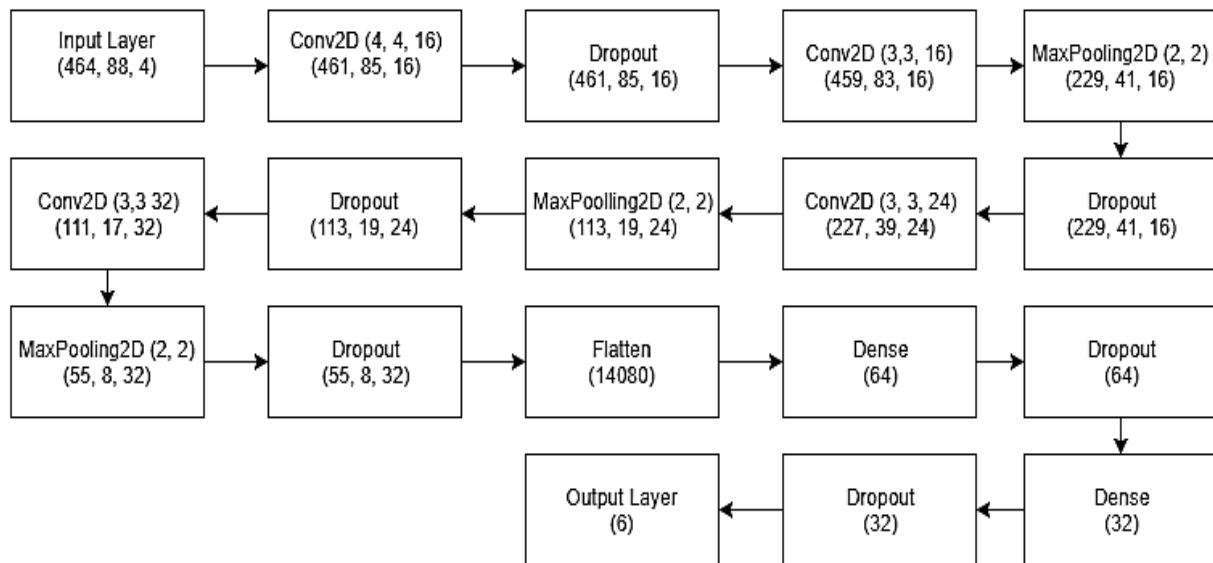 Input Layer
(464, 88, 4)
Conv2D (4, 4, 16)
(461, 85, 16)
Dropout
(461, 85, 16)
Conv2D (3,3, 16)
(459, 83, 16)
MaxPooling2D (2, 2)
(229, 41, 16)
Dropout
(229, 41, 16)
Conv2D (3, 3, 24)
(227, 39, 24)
MaxPoolling2D (2, 2)
(113, 19, 24)
Dropout
(113, 19, 24)
Conv2D (3,3 32)
(111, 17, 32)
MaxPooling2D (2, 2)
(55, 8, 32)
Dropout
(55, 8, 32)
Flatten
(14080)
Dense
(64)
Dropout
(64)
Dense
(32)
Dropout
(32)
Output Layer
(6)